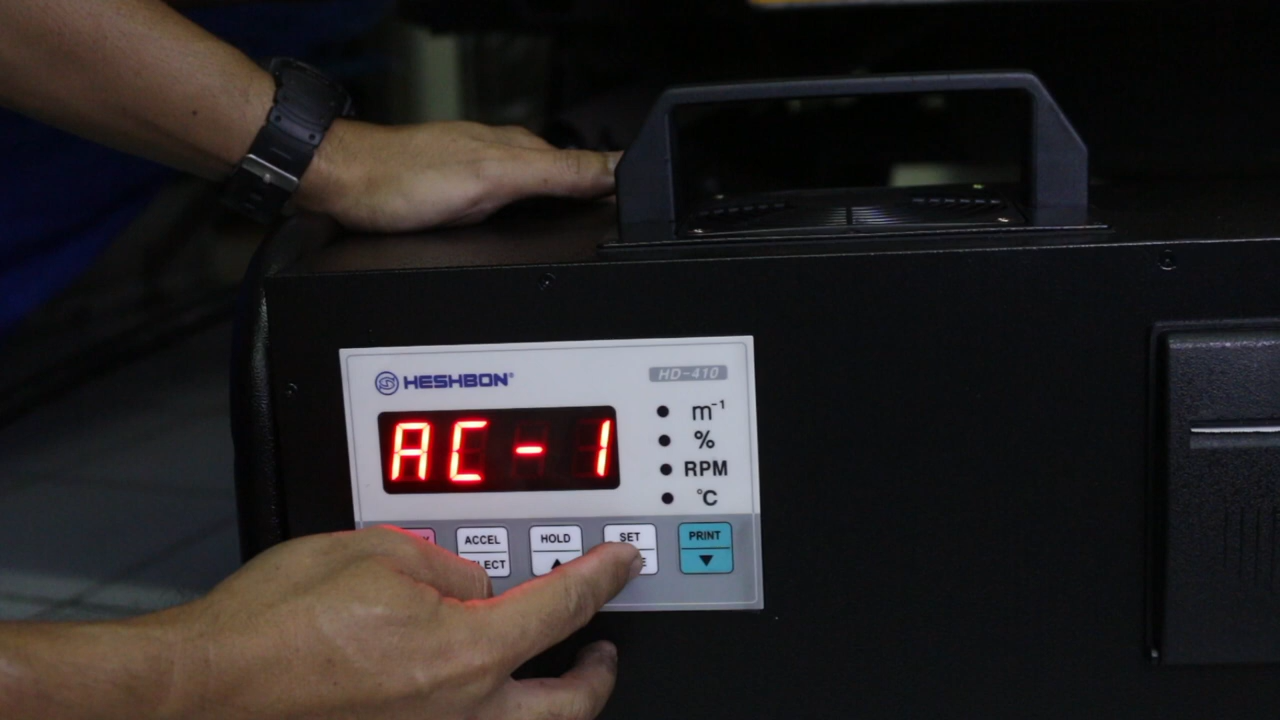 HESHBON®
HD-410
AC-1
m⁻¹
%
RPM
°C
ACCEL
HOLD
SET
PRINT